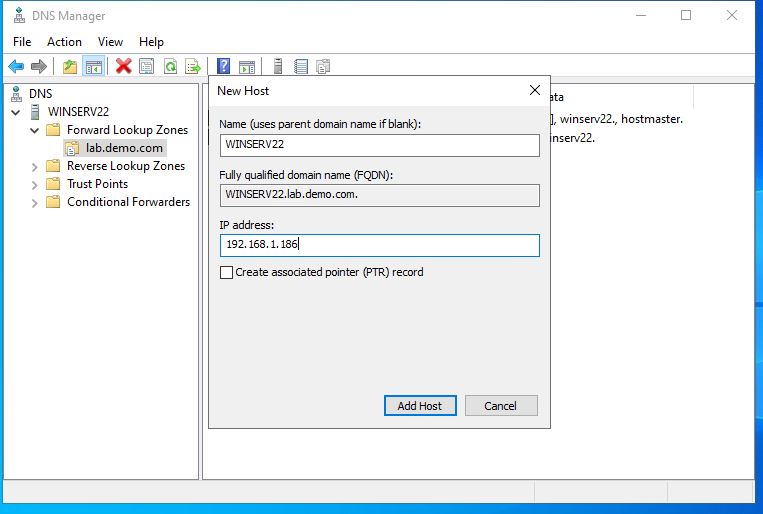 DNS Manager
File Action View Help
DNS
WINSERV22
Forward Lookup Zones
lab.demo.com
Reverse Lookup Zones
Trust Points
Conditional Forwarders
New Host
Name (uses parent domain name if blank):
WINSERV22
Fully qualified domain name (FQDN):
WINSERV22.lab.demo.com.
IP address:
192.168.1.186
Create associated pointer (PTR) record
Add Host Cancel
ata
], winserv22., hostmaster.
inserv22.